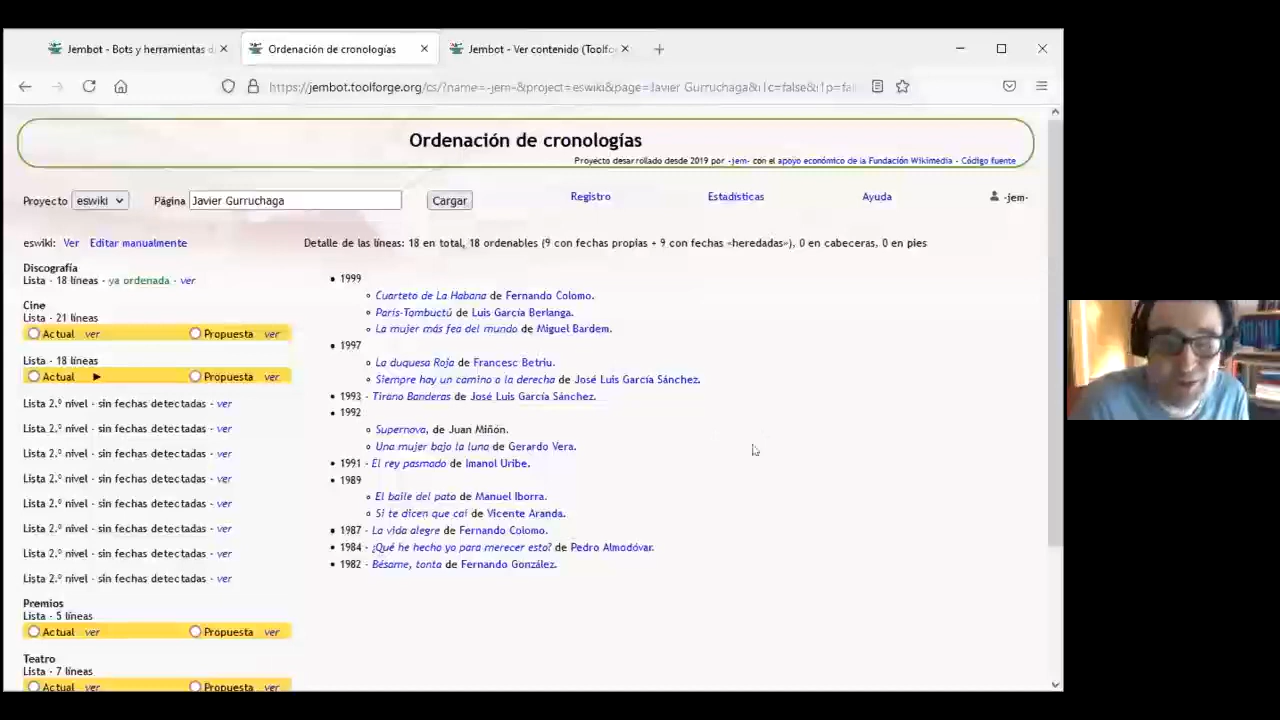 Jembot - Bots y herramientas d
Ordenación de cronologías
Jembot - Ver contenido (Toolfo
https://jembot.toolforge.org/cs/?name=-jem-&project=eswiki&page=Javier Gurruchaga&i1c=false&i1p=fal
Ordenación de cronologías
Proyecto desarrollado desde 2019 por -jem- con el apoyo económico de la Fundación Wikimedia - Código fuente
Proyecto eswiki Página Javier Gurruchaga Cargar Registro Estadísticas Ayuda -jem-
eswiki: Ver Editar manualmente
Detalle de las líneas: 18 en total, 18 ordenables (9 con fechas propias + 9 con fechas «heredadas»), 0 en cabeceras, 0 en pies
Discografía
Lista - 18 líneas - ya ordenada - ver
Cine
Lista - 21 líneas
Actual ver Propuesta ver
Lista - 18 líneas
Actual ► Propuesta ver
Lista 2.º nivel - sin fechas detectadas - ver
Lista 2.º nivel - sin fechas detectadas - ver
Lista 2.º nivel - sin fechas detectadas - ver
Lista 2.º nivel - sin fechas detectadas - ver
Lista 2.º nivel - sin fechas detectadas - ver
Lista 2.º nivel - sin fechas detectadas - ver
Lista 2.º nivel - sin fechas detectadas - ver
Lista 2.º nivel - sin fechas detectadas - ver
Premios
Lista - 5 líneas
Actual ver Propuesta ver
Teatro
Lista - 7 líneas
Actual ver Propuesta ver
• 1999
Cuarteto de La Habana de Fernando Colomo.
París-Tombuctú de Luis García Berlanga.
La mujer más fea del mundo de Miguel Bardem.
• 1997
La duquesa Roja de Francesc Betriu.
Siempre hay un camino a la derecha de José Luis García Sánchez.
• 1993 - Tirano Banderas de José Luis García Sánchez.
• 1992
Supernova, de Juan Miñón.
Una mujer bajo la luna de Gerardo Vera.
• 1991 - El rey pasmado de Imanol Uribe.
• 1989
El baile del pato de Manuel Iborra.
Si te dicen que caí de Vicente Aranda.
• 1987 - La vida alegre de Fernando Colomo.
• 1984 - ¿Qué he hecho yo para merecer esto? de Pedro Almodóvar.
• 1982 - Bésame, tonta de Fernando González.